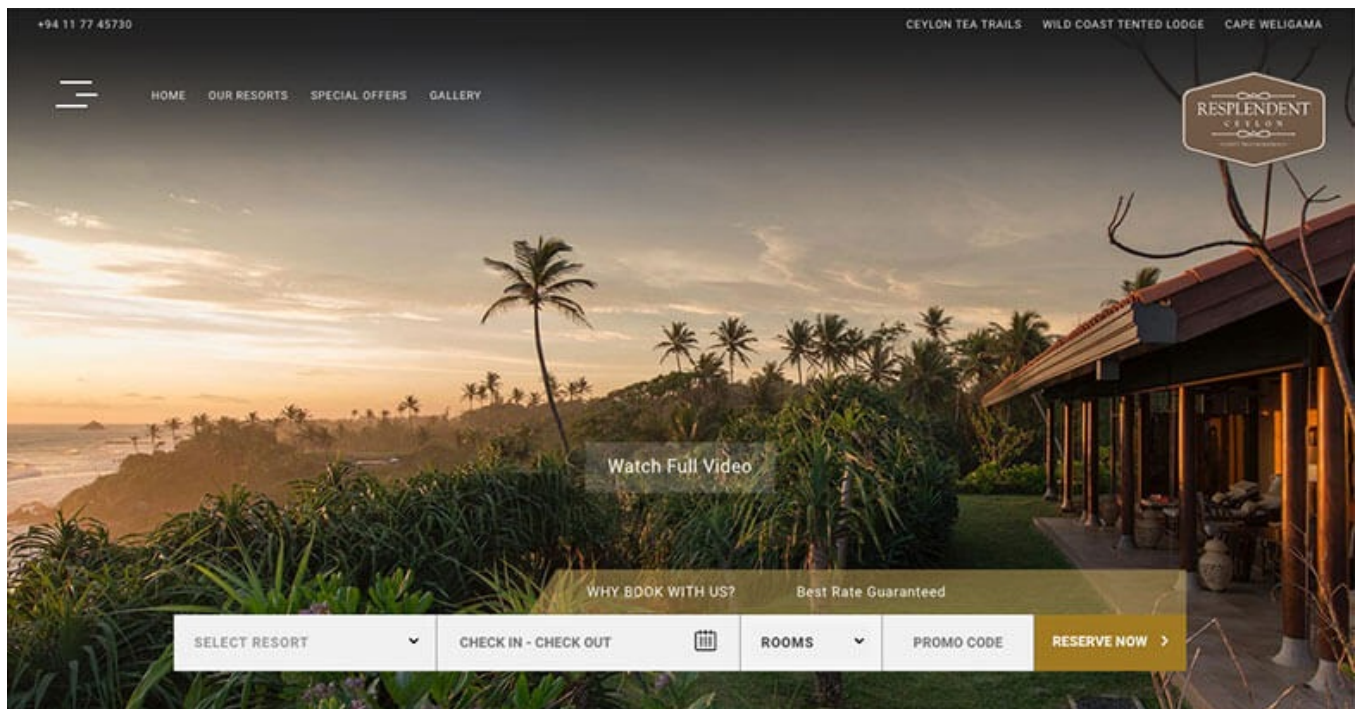 +94 11 77 45730
CEYLON TEA TRAILS WILD COAST TENTED LODGE CAPE WELIGAMA
HOME OUR RESORTS SPECIAL OFFERS GALLERY
RESPLENDENT
CEYLON
Watch Full Video
WHY BOOK WITH US? Best Rate Guaranteed
SELECT RESORT CHECK IN - CHECK OUT ROOMS PROMO CODE RESERVE NOW >